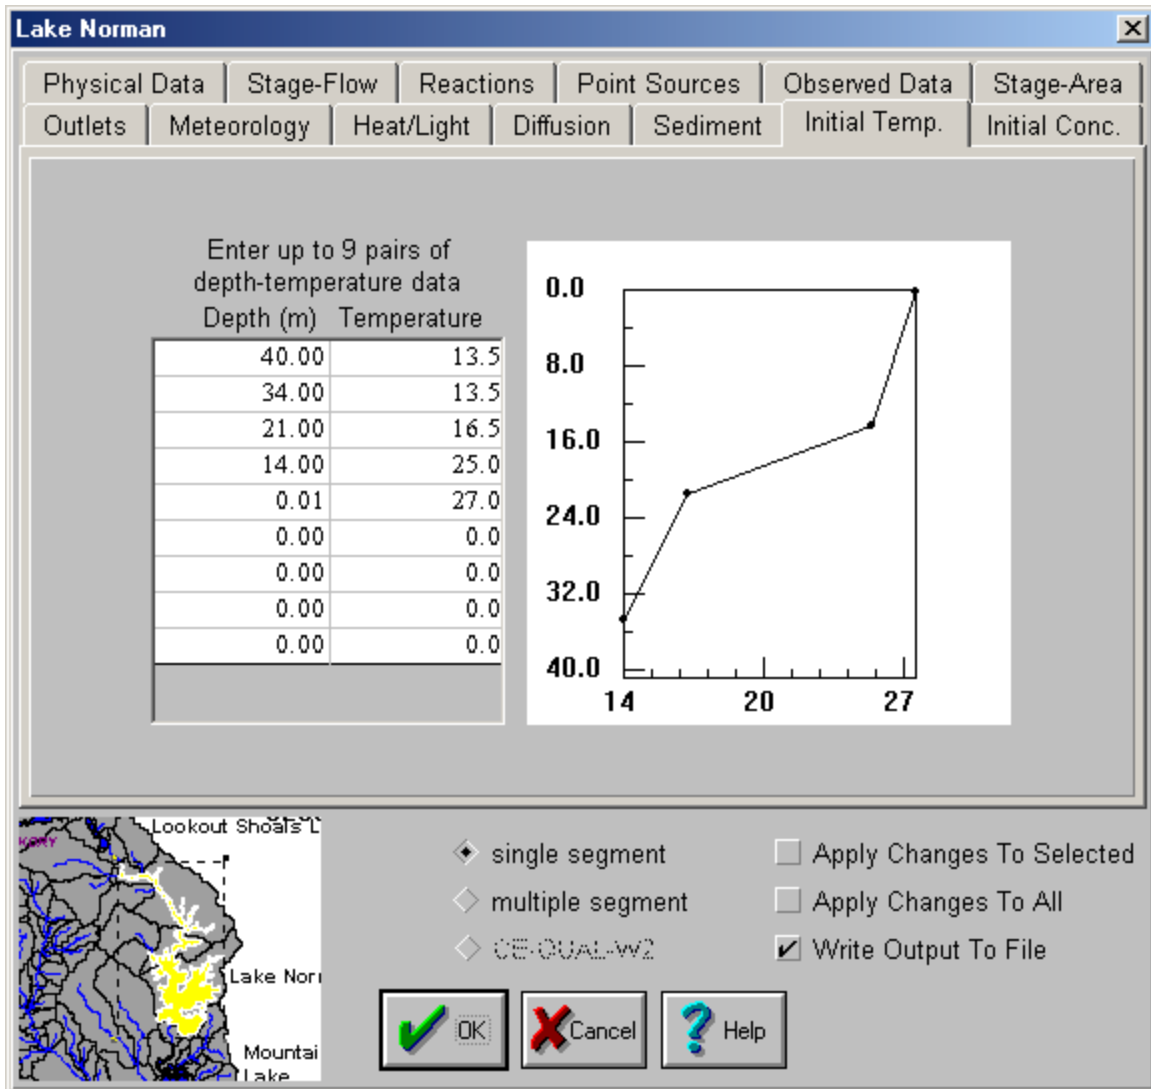 Lake Norman
Physical Data Stage-Flow Reactions Point Sources Observed Data Stage-Area
Outlets Meteorology Heat/Light Diffusion Sediment Initial Temp. Initial Conc.
Enter up to 9 pairs of
depth-temperature data
Depth (m) Temperature
40.00 13.5
34.00 13.5
21.00 16.5
14.00 25.0
0.01 27.0
0.00 0.0
0.00 0.0
0.00 0.0
0.00 0.0
0.0
8.0
16.0
24.0
32.0
40.0
14 20 27
Lookout Shoals L
Lake Nor
Mountai
Lake
single segment
multiple segment
CE-QUAL-W2
Apply Changes To Selected
Apply Changes To All
Write Output To File
OK Cancel Help